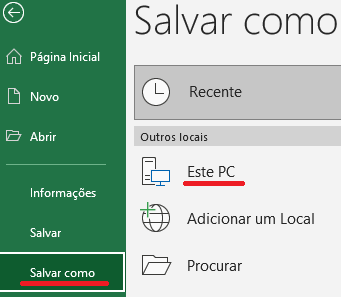 Salvar como
Página Inicial
Novo
Abrir
Informações
Salvar
Salvar como
Recente
Outros locais
Este PC
Adicionar um Local
Procurar